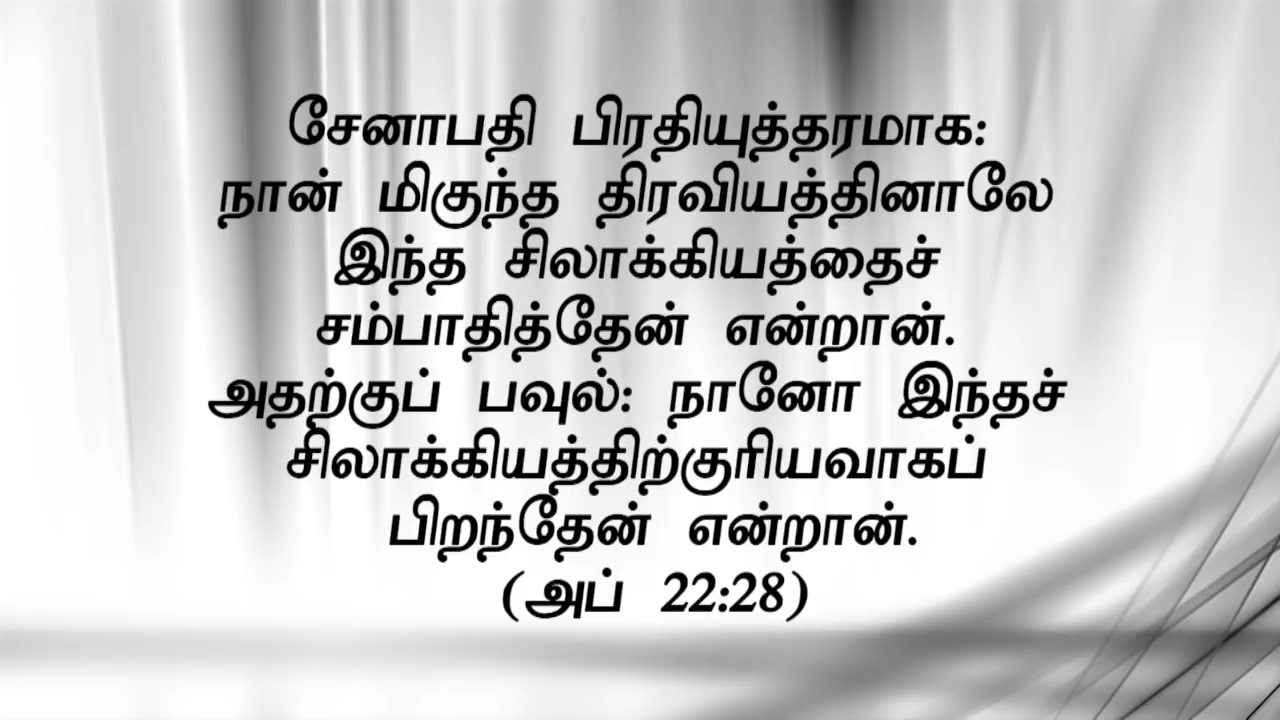 சேனாபதி பிரதியுத்தரமாக:
நான் மிகுந்த திரவியத்தினாலே
இந்த சிலாக்கியத்தைச்
சம்பாதித்தேன் என்றான்.
அதற்குப் பவுல்: நானோ இந்தச்
சிலாக்கியத்திற்குரியவாகப்
பிறந்தேன் என்றான்.
(அப் 22:28)